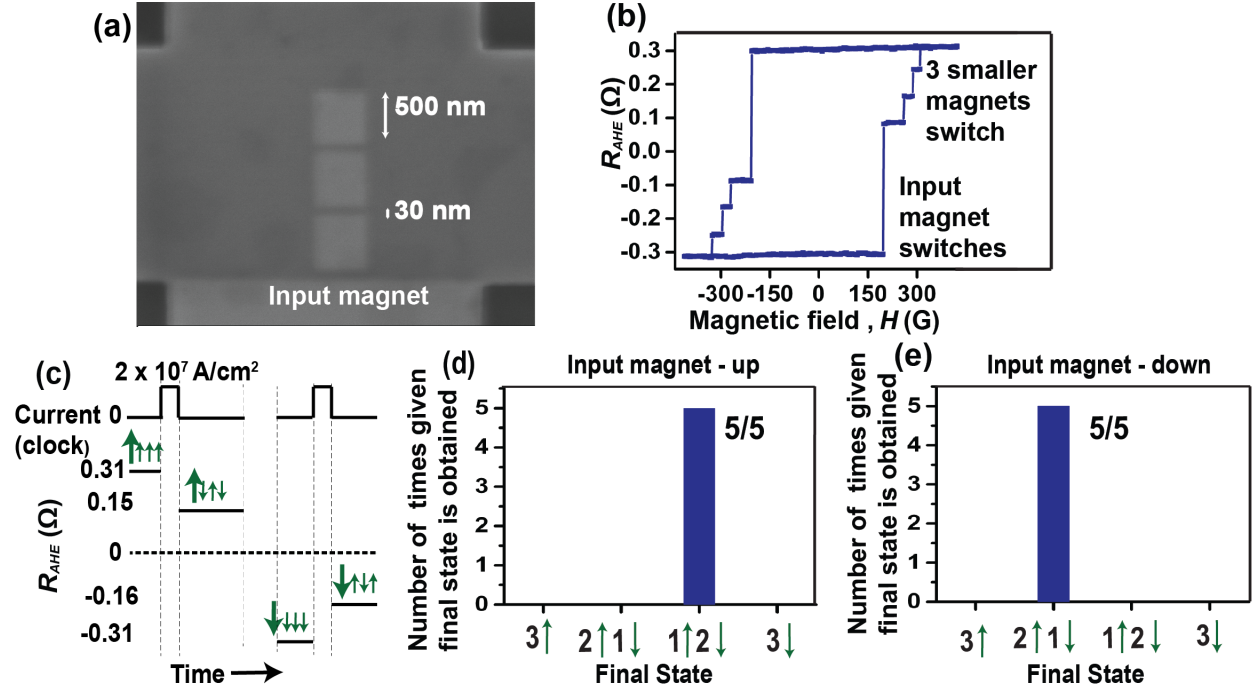 (a)
500 nm
30 nm
Input magnet
(b)
R_AHE (Ω)
0.3
0.2
0.1
0.0
-0.1
-0.2
-0.3
3 smaller
magnets
switch
Input
magnet
switches
-300 -150 0 150 300
Magnetic field , H (G)
(c)
2 x 10⁷ A/cm²
Current 0
(clock)
0.31
0.15
0
-0.16
-0.31
R_AHE (Ω)
Time
(d)
Input magnet - up
Number of times given
final state is obtained
5
4
3
2
1
0
5/5
3↑ 2↑1↓ 1↑2↓ 3↓
Final State
(e)
Input magnet - down
Number of times given
final state is obtained
5
4
3
2
1
0
5/5
3↑ 2↑1↓ 1↑2↓ 3↓
Final State